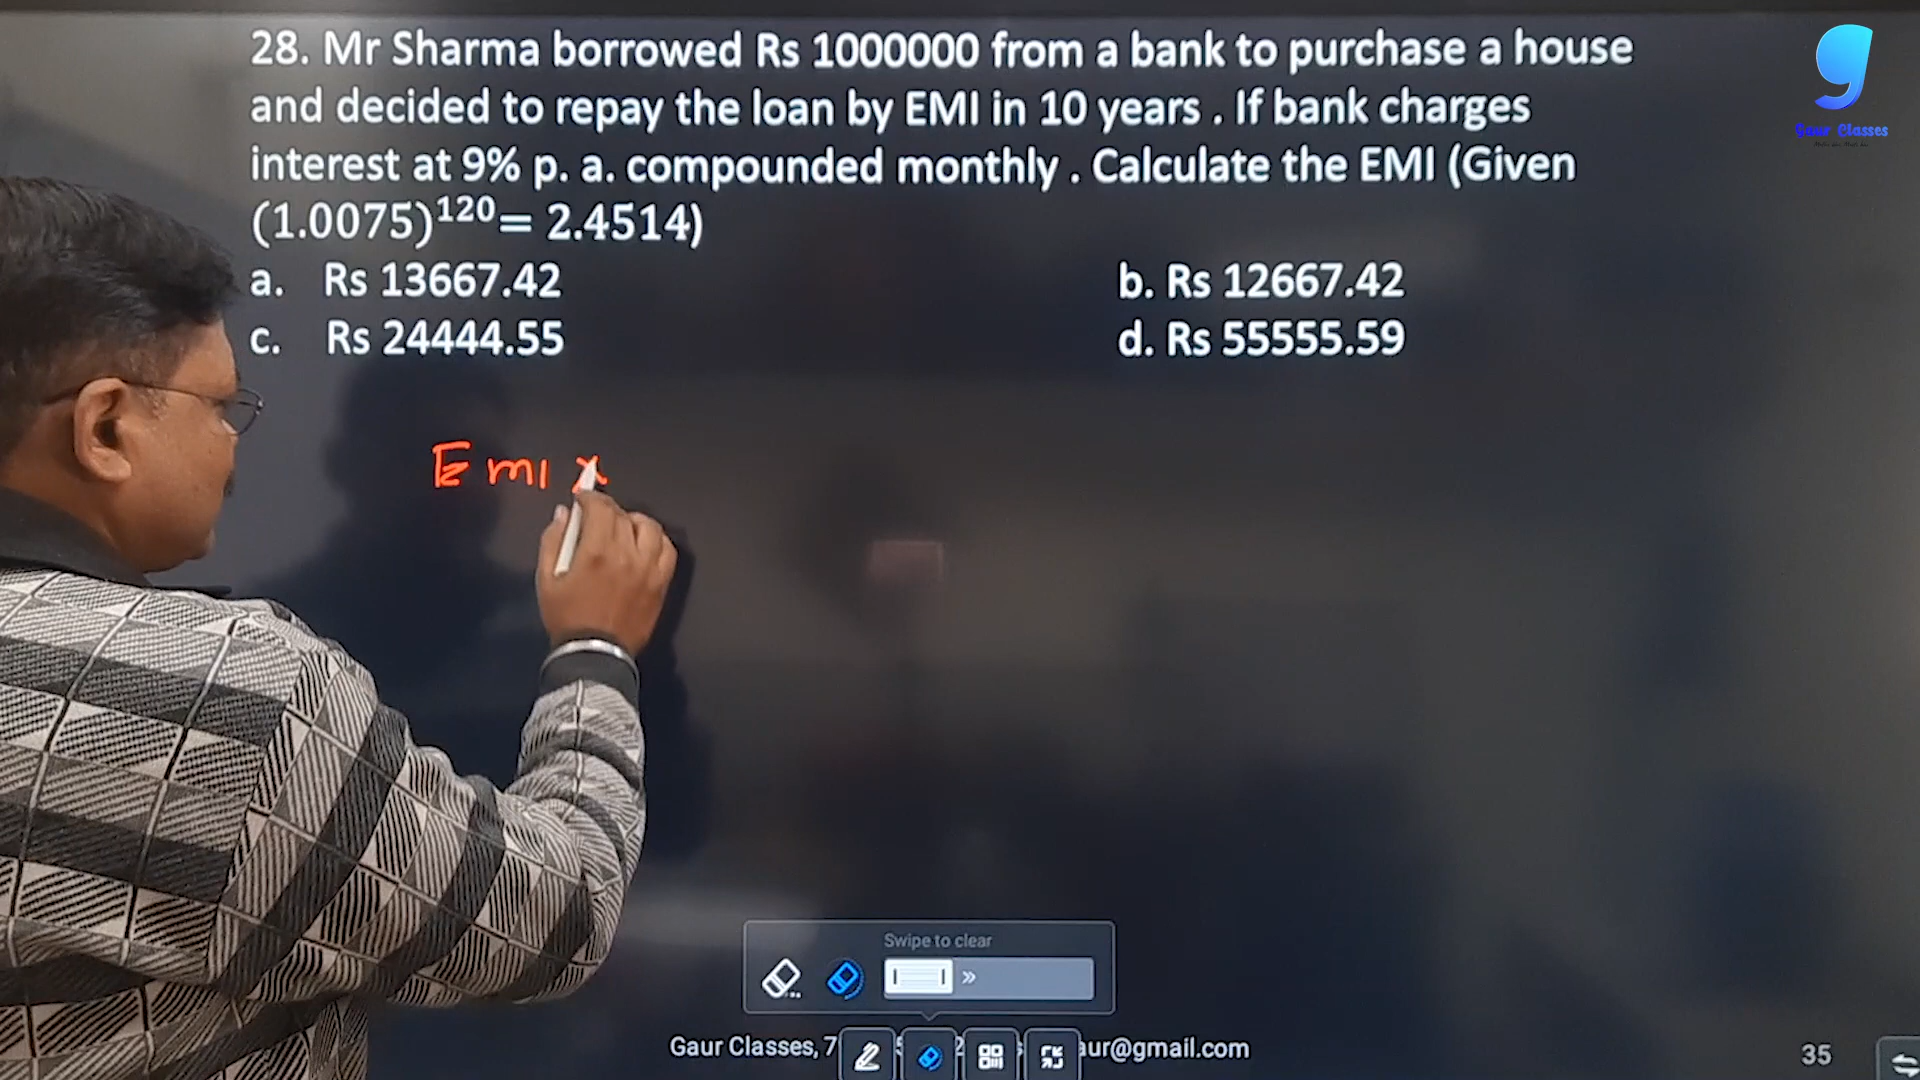 28. Mr Sharma borrowed Rs 1000000 from a bank to purchase a house
and decided to repay the loan by EMI in 10 years . If bank charges
interest at 9% p. a. compounded monthly . Calculate the EMI (Given
(1.0075)¹²⁰= 2.4514)
a. Rs 13667.42 b. Rs 12667.42
c. Rs 24444.55 d. Rs 55555.59
Gaur Classes
EMI x
Swipe to clear
Gaur Classes, 7 aur@gmail.com
35